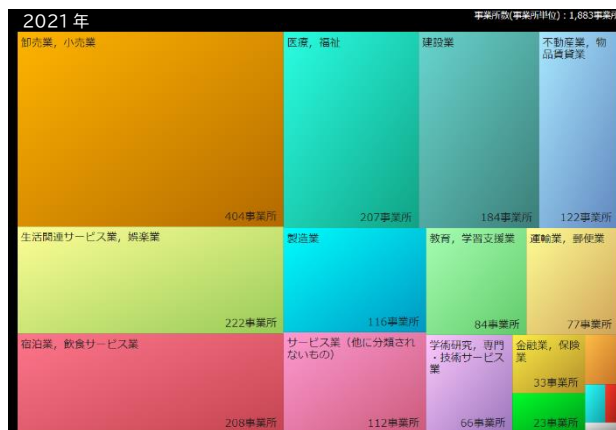 2021年
事業所数(事業所単位)：1,883事業所
卸売業，小売業
404事業所
医療，福祉
207事業所
建設業
184事業所
不動産業，物
品賃貸業
122事業所
生活関連サービス業，娯楽業
222事業所
製造業
116事業所
教育，学習支援業
84事業所
運輸業，郵便業
77事業所
宿泊業，飲食サービス業
208事業所
サービス業（他に分類され
ないもの）
112事業所
学術研究，専門
・技術サービス
業
66事業所
金融業，保険
業
33事業所
23事業所